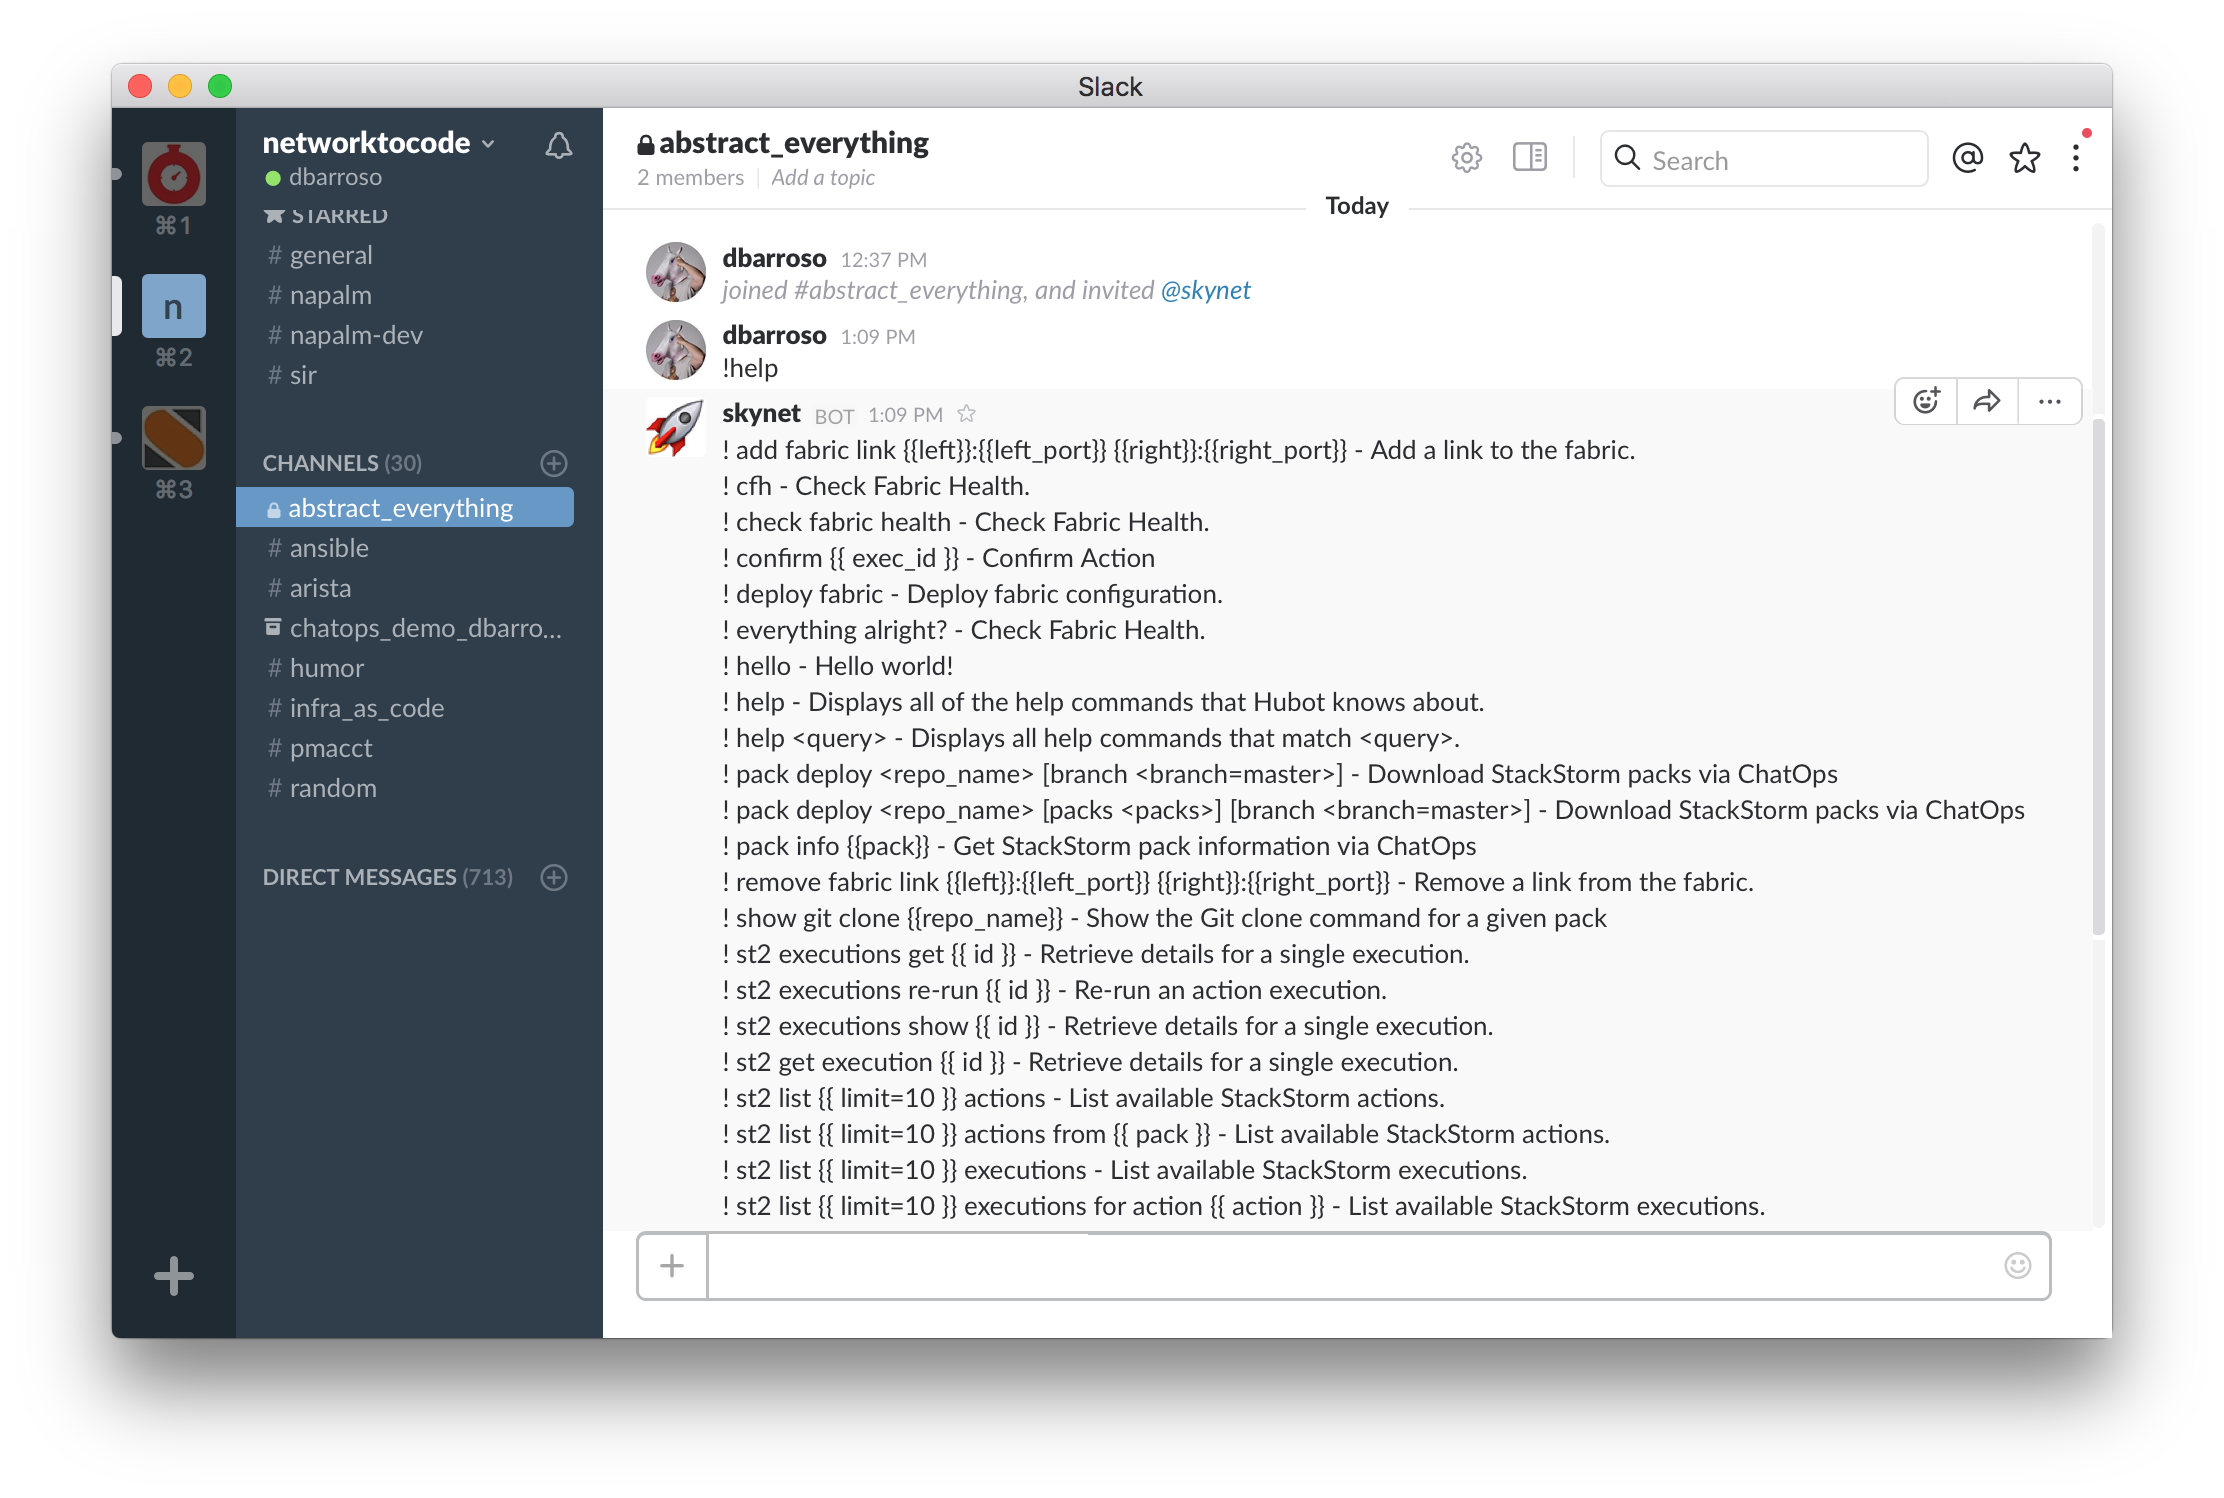 Slack
⌘1
n
⌘2
⌘3
networktocode
dbarroso
STARRED
# general
# napalm
# napalm-dev
# sir
CHANNELS (30)
abstract_everything
# ansible
# arista
chatops_demo_dbarro...
# humor
# infra_as_code
# pmacct
# random
DIRECT MESSAGES (713)
abstract_everything
2 members | Add a topic
Search
Today
dbarroso 12:37 PM
joined #abstract_everything, and invited @skynet
dbarroso 1:09 PM
!help
skynet BOT 1:09 PM
! add fabric link {{left}}:{{left_port}} {{right}}:{{right_port}} - Add a link to the fabric.
! cfh - Check Fabric Health.
! check fabric health - Check Fabric Health.
! confirm {{ exec_id }} - Confirm Action
! deploy fabric - Deploy fabric configuration.
! everything alright? - Check Fabric Health.
! hello - Hello world!
! help - Displays all of the help commands that Hubot knows about.
! help <query> - Displays all help commands that match <query>.
! pack deploy <repo_name> [branch <branch=master>] - Download StackStorm packs via ChatOps
! pack deploy <repo_name> [packs <packs>] [branch <branch=master>] - Download StackStorm packs via ChatOps
! pack info {{pack}} - Get StackStorm pack information via ChatOps
! remove fabric link {{left}}:{{left_port}} {{right}}:{{right_port}} - Remove a link from the fabric.
! show git clone {{repo_name}} - Show the Git clone command for a given pack
! st2 executions get {{ id }} - Retrieve details for a single execution.
! st2 executions re-run {{ id }} - Re-run an action execution.
! st2 executions show {{ id }} - Retrieve details for a single execution.
! st2 get execution {{ id }} - Retrieve details for a single execution.
! st2 list {{ limit=10 }} actions - List available StackStorm actions.
! st2 list {{ limit=10 }} actions from {{ pack }} - List available StackStorm actions.
! st2 list {{ limit=10 }} executions - List available StackStorm executions.
! st2 list {{ limit=10 }} executions for action {{ action }} - List available StackStorm executions.